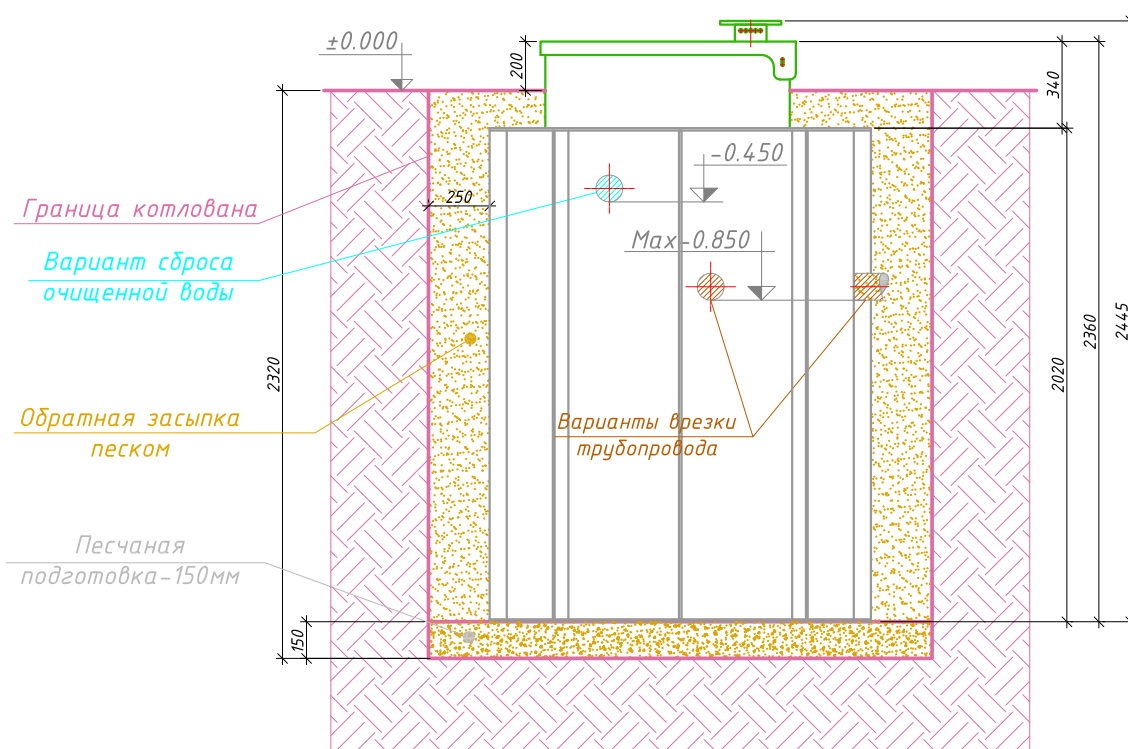 ±0.000
200
340
-0.450
250
Граница котлована
Max-0.850
Вариант сброса
очищенной воды
2445
2360
2320
2020
Обратная засыпка
песком
Варианты врезки
трубопровода
Песчаная
подготовка-150мм
150